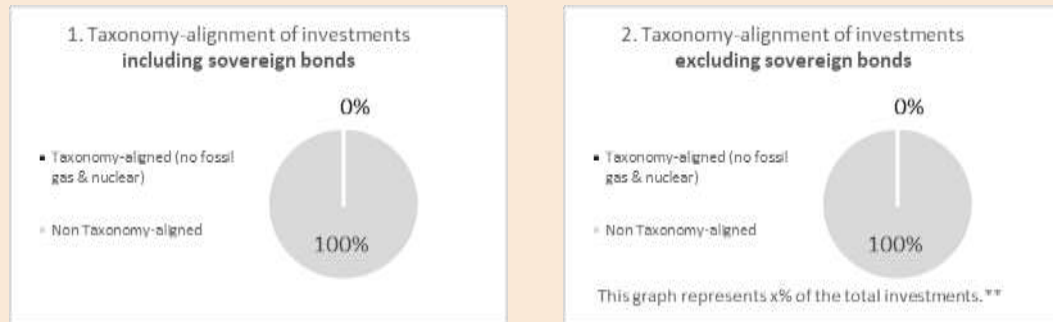 1. Taxonomy-alignment of investments
including sovereign bonds
0%
Taxonomy-aligned (no fossil
gas & nuclear)
Non Taxonomy-aligned
100%
2. Taxonomy-alignment of investments
excluding sovereign bonds
0%
Taxonomy-aligned (no fossil
gas & nuclear)
Non Taxonomy-aligned
100%
This graph represents x% of the total investments.**